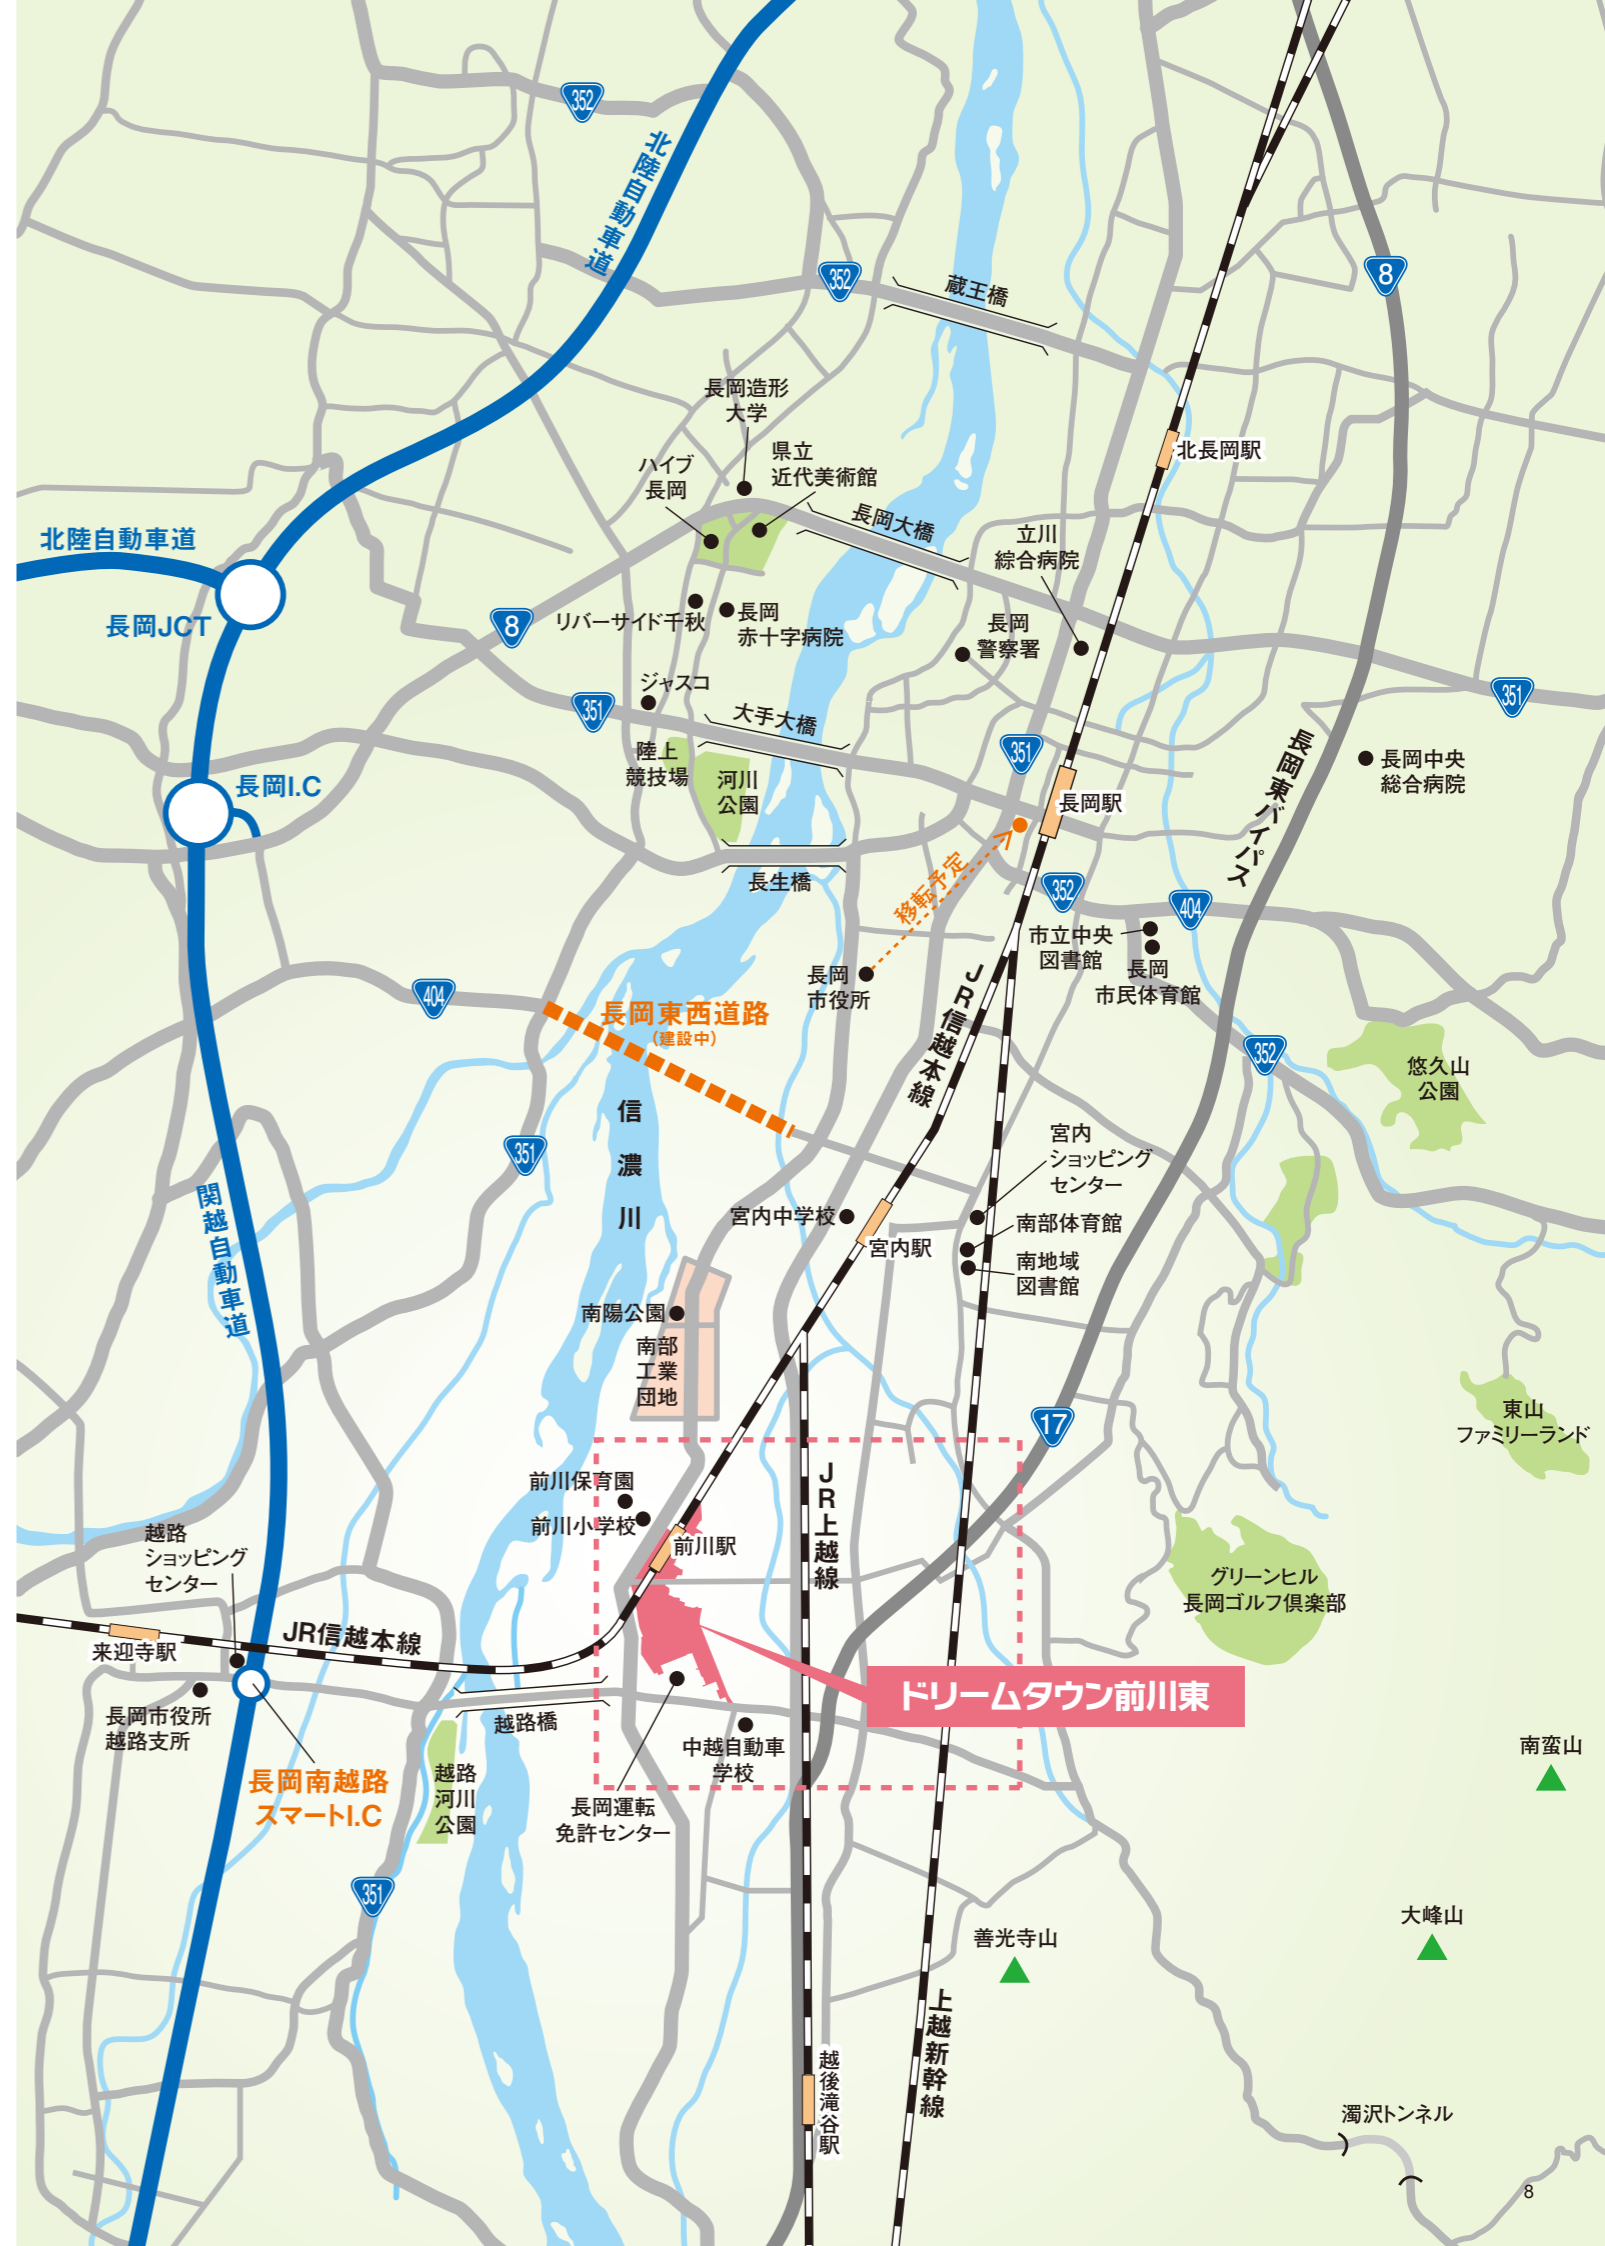 352
北陸自動車道
352
蔵王橋
8
長岡造形
大学
県立
近代美術館
ハイブ
長岡
北長岡駅
長岡大橋
立川
綜合病院
北陸自動車道
長岡JCT
8
リバーサイド千秋
長岡
赤十字病院
長岡
警察署
ジャスコ
351
大手大橋
351
351
長岡東バイパス
陸上
競技場
河川
公園
長岡I.C
長岡駅
長岡中央
総合病院
長生橋
移転予定
352
404
市立中央
図書館
長岡
市民体育館
長岡
市役所
404
長岡東西道路
(建設中)
JR信越本線
352
悠久山
公園
信濃川
351
宮内
ショッピング
センター
関越自動車道
宮内中学校
宮内駅
南部体育館
南地域
図書館
南陽公園
南部
工業
団地
17
東山
ファミリーランド
前川保育園
前川小学校
前川駅
JR上越線
越路
ショッピング
センター
グリーンヒル
長岡ゴルフ倶楽部
JR信越本線
来迎寺駅
長岡市役所
越路支所
越路橋
ドリームタウン前川東
中越自動車
学校
長岡南越路
スマートI.C
越路
河川
公園
長岡運転
免許センター
南蛮山
351
大峰山
善光寺山
上越新幹線
越後滝谷駅
濁沢トンネル
8